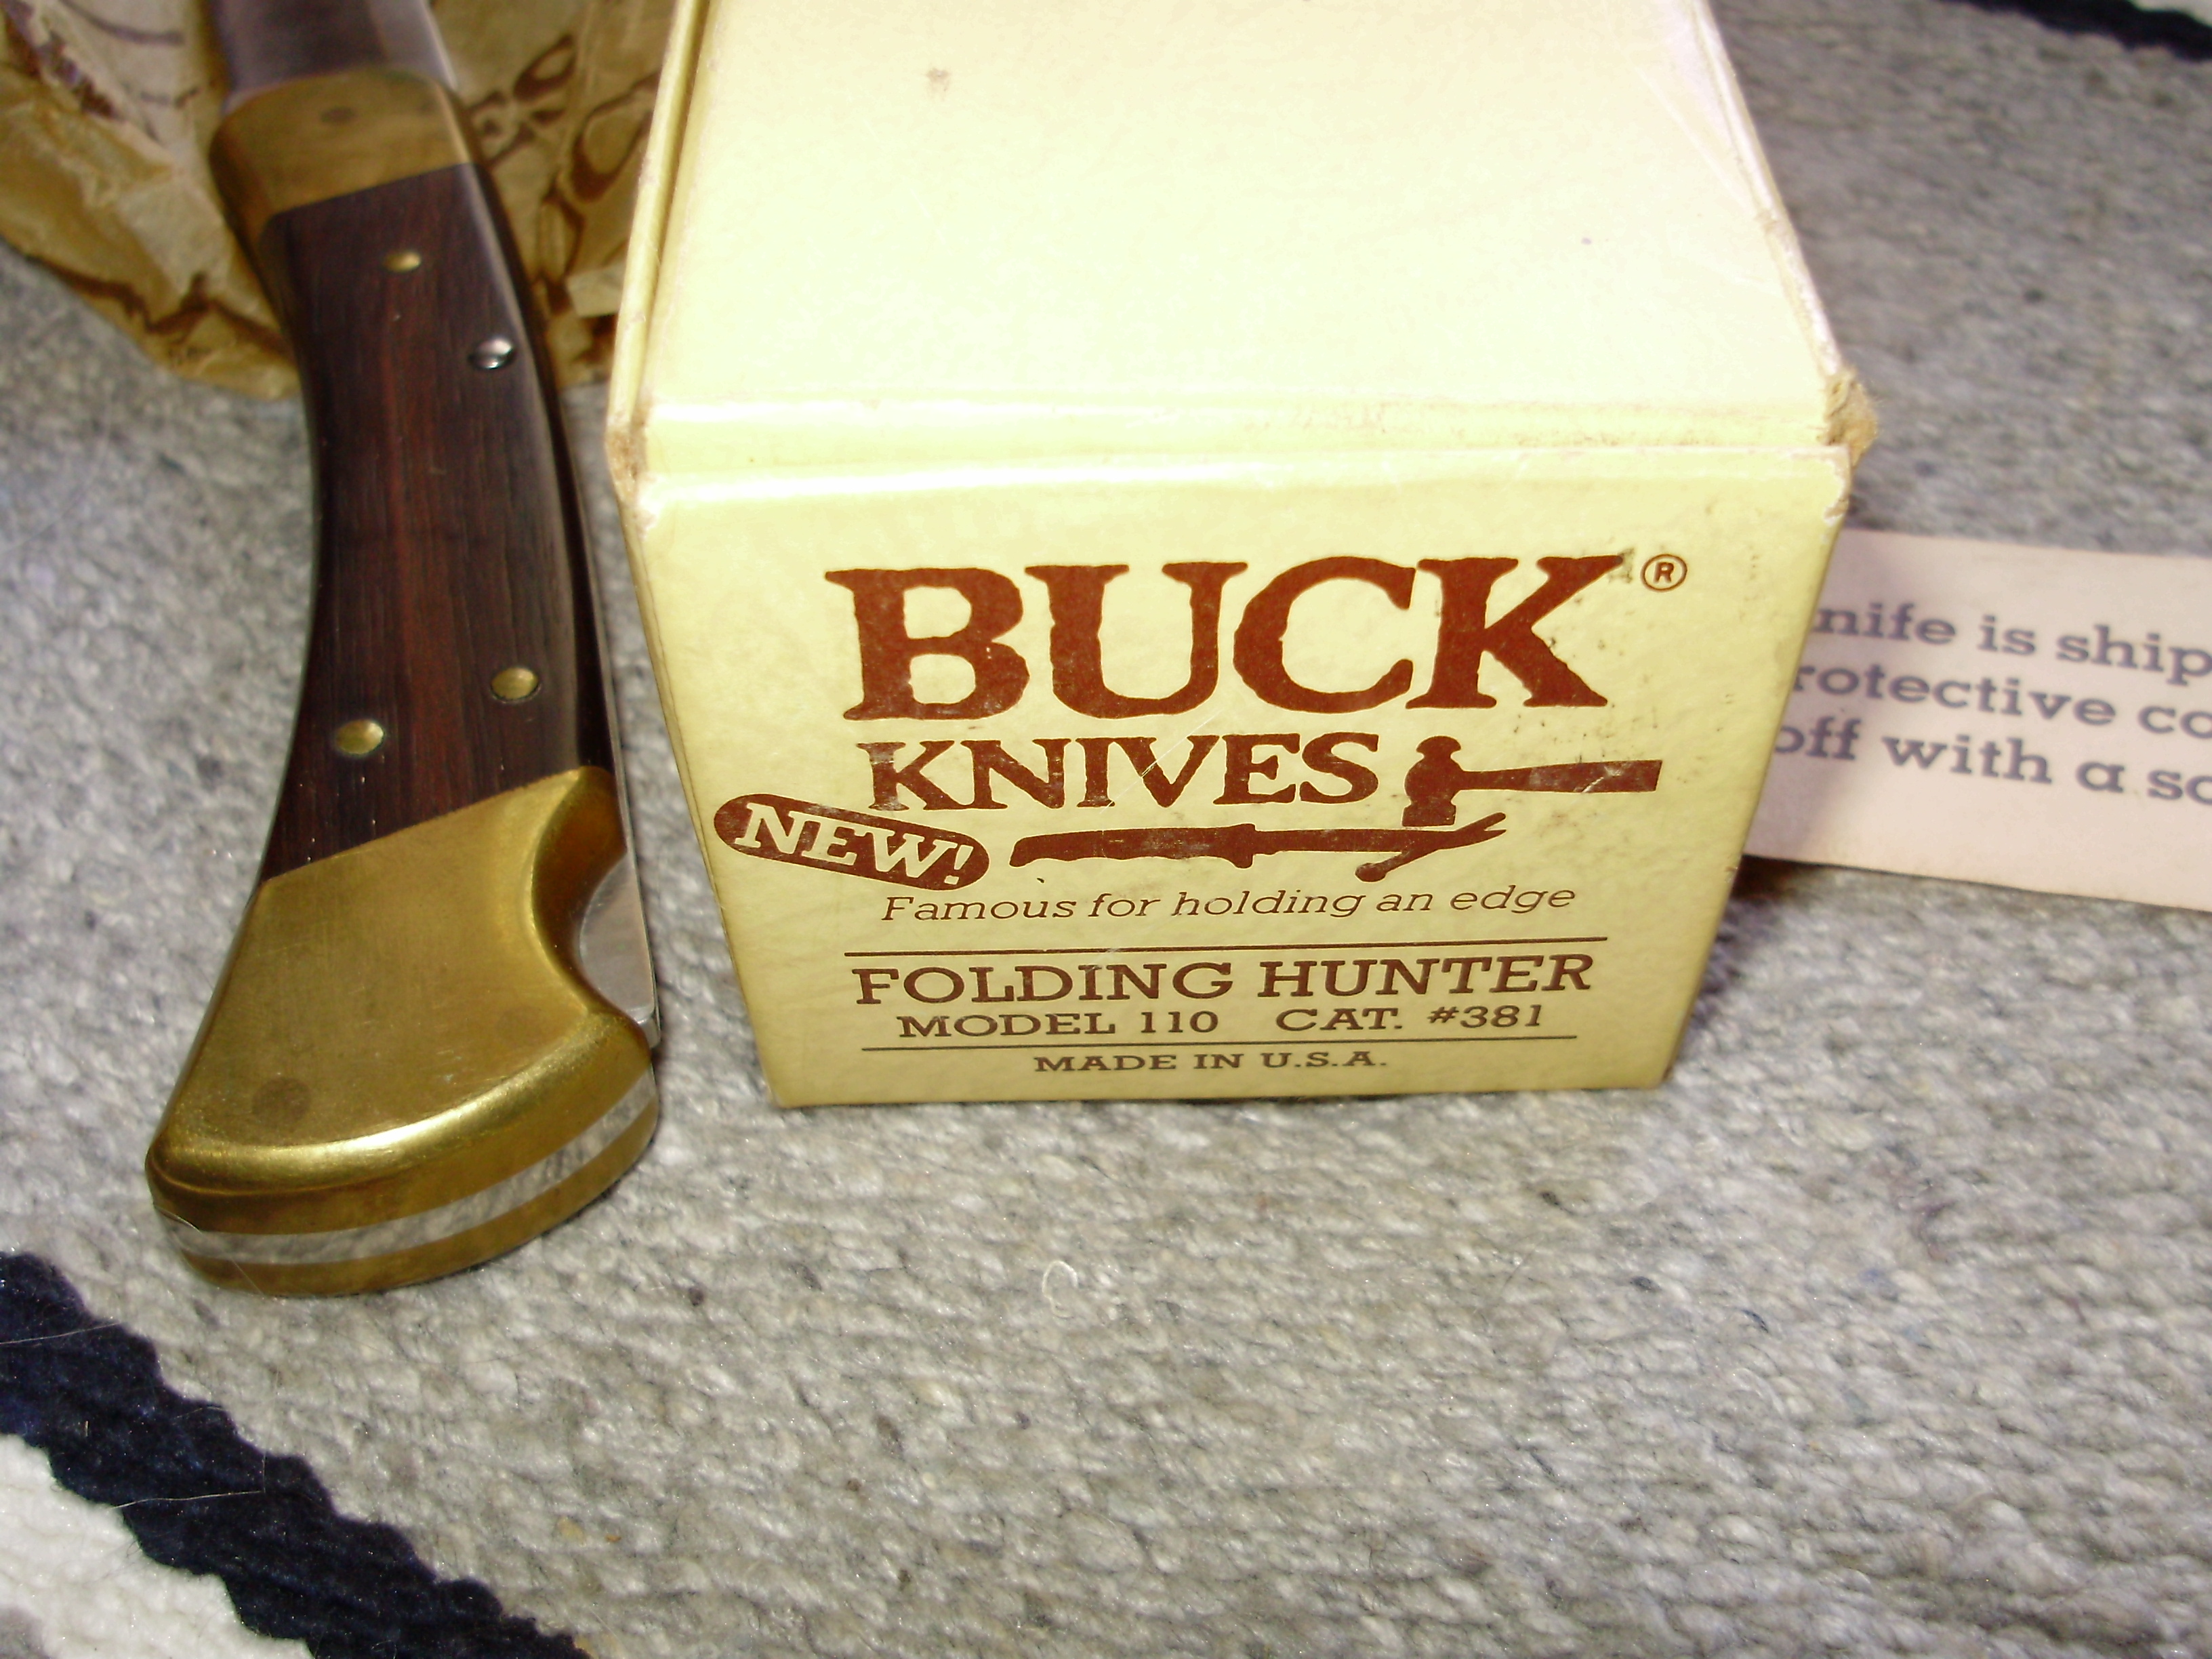 BUCK®
KNIVES
NEW!
Famous for holding an edge
FOLDING HUNTER
MODEL 110 CAT. #381
MADE IN U.S.A.
nife is ship
rotective co
off with a so